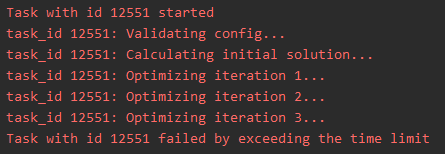 Task with id 12551 started
task_id 12551: Validating config...
task_id 12551: Calculating initial solution...
task_id 12551: Optimizing iteration 1...
task_id 12551: Optimizing iteration 2...
task_id 12551: Optimizing iteration 3...
Task with id 12551 failed by exceeding the time limit